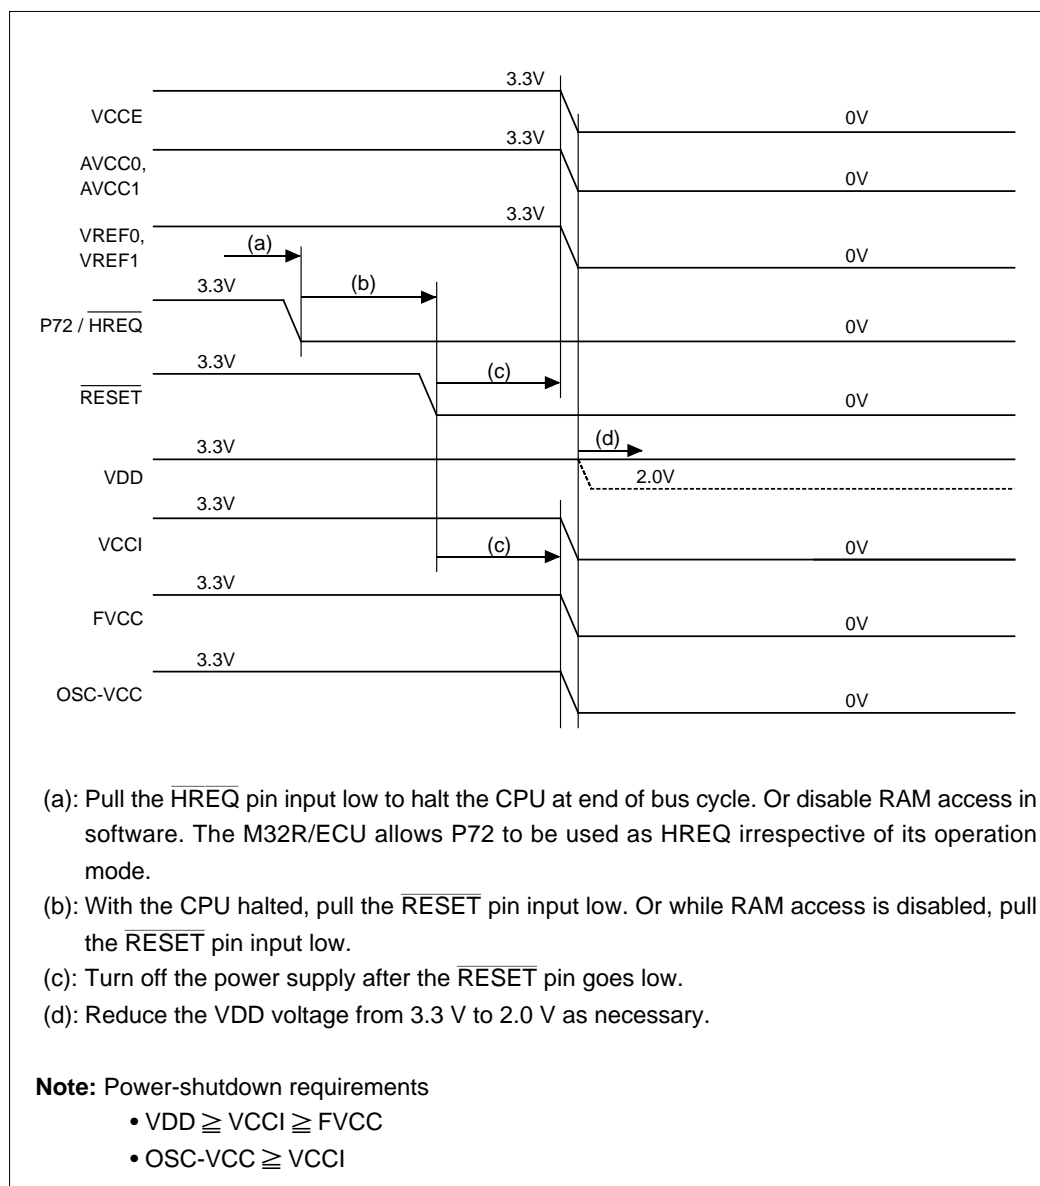 3.3V
VCCE
0V
3.3V
AVCC0,
AVCC1
0V
3.3V
VREF0,
VREF1
(a)
0V
3.3V
(b)
P72 / HREQ
0V
3.3V
(c)
RESET
0V
3.3V
(d)
VDD
2.0V
3.3V
VCCI
(c)
0V
3.3V
FVCC
0V
3.3V
OSC-VCC
0V
(a): Pull the HREQ pin input low to halt the CPU at end of bus cycle. Or disable RAM access in
software. The M32R/ECU allows P72 to be used as HREQ irrespective of its operation
mode.
(b): With the CPU halted, pull the RESET pin input low. Or while RAM access is disabled, pull
the RESET pin input low.
(c): Turn off the power supply after the RESET pin goes low.
(d): Reduce the VDD voltage from 3.3 V to 2.0 V as necessary.
Note: Power-shutdown requirements
• VDD ≧ VCCI ≧ FVCC
• OSC-VCC ≧ VCCI